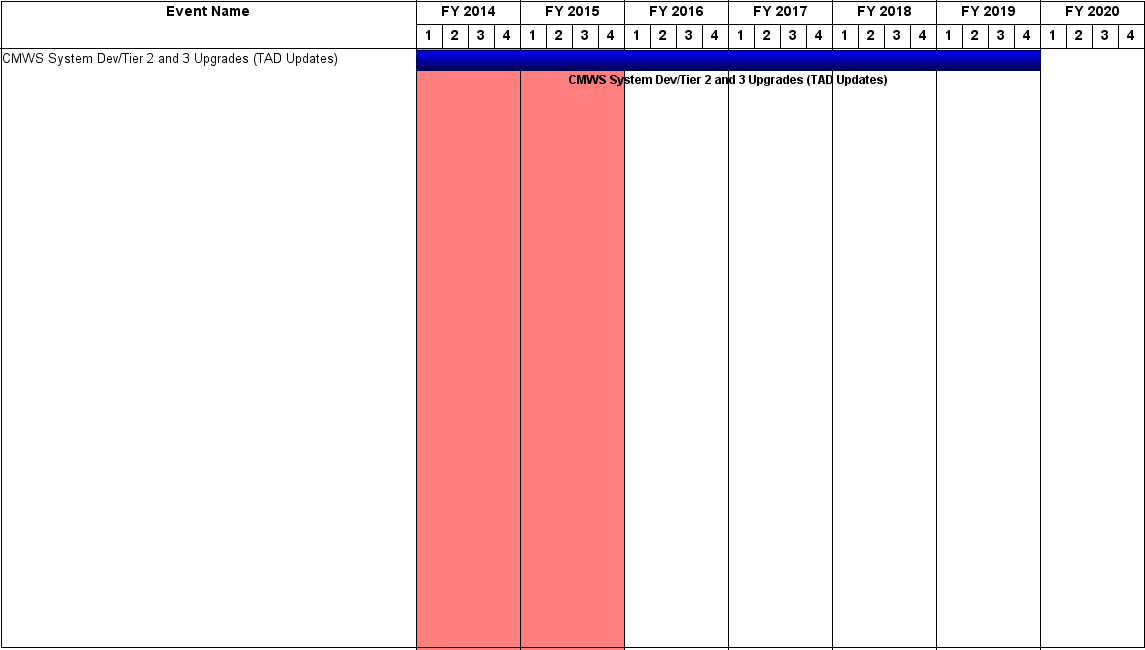 Event Name FY 2014 FY 2015 FY 2016 FY 2017 FY 2018 FY 2019 FY 2020
1 2 3 4 1 2 3 4 1 2 3 4 1 2 3 4 1 2 3 4 1 2 3 4 1 2 3 4
CMWS System Dev/Tier 2 and 3 Upgrades (TAD Updates)
CMWS System Dev/Tier 2 and 3 Upgrades (TAD Updates)